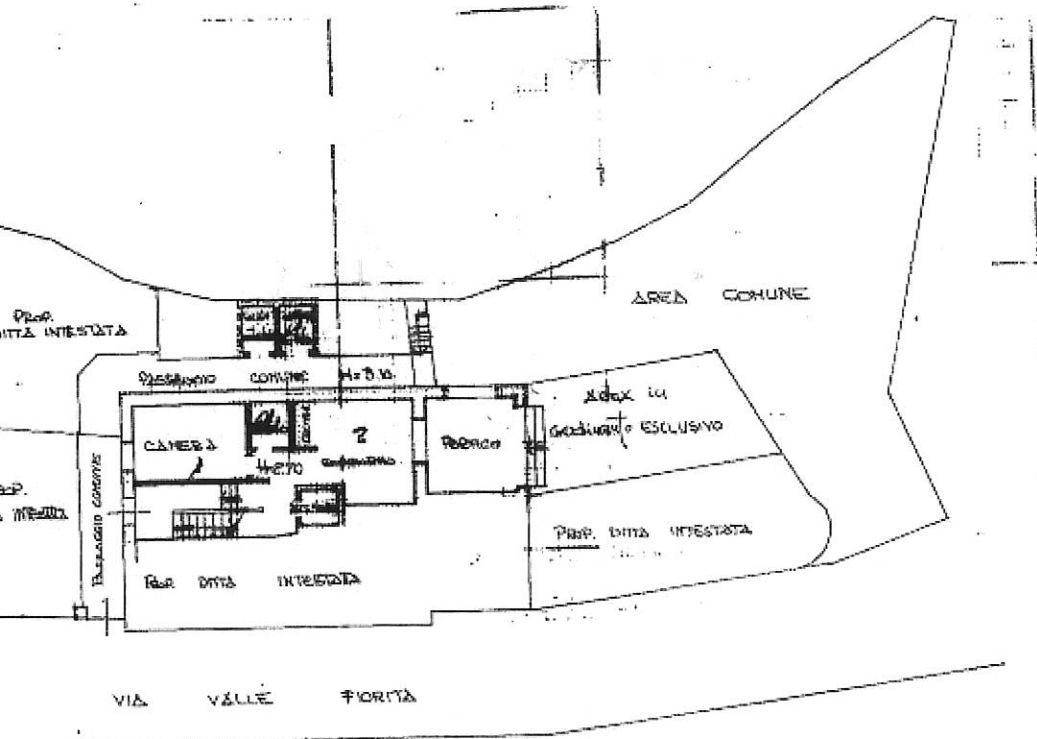 AREA COMUNE
PROP.
DITTA INTESTATA
PASSAGGIO COMUNE H=3.10
AREA IN
GODIMENTO ESCLUSIVO
CAMERA
2
PORTICO
H=2.70
PASSAGGIO COMUNE
PROP. DITTA INTESTATA
PROP. DITTA INTESTATA
VIA VALLE FIORITA